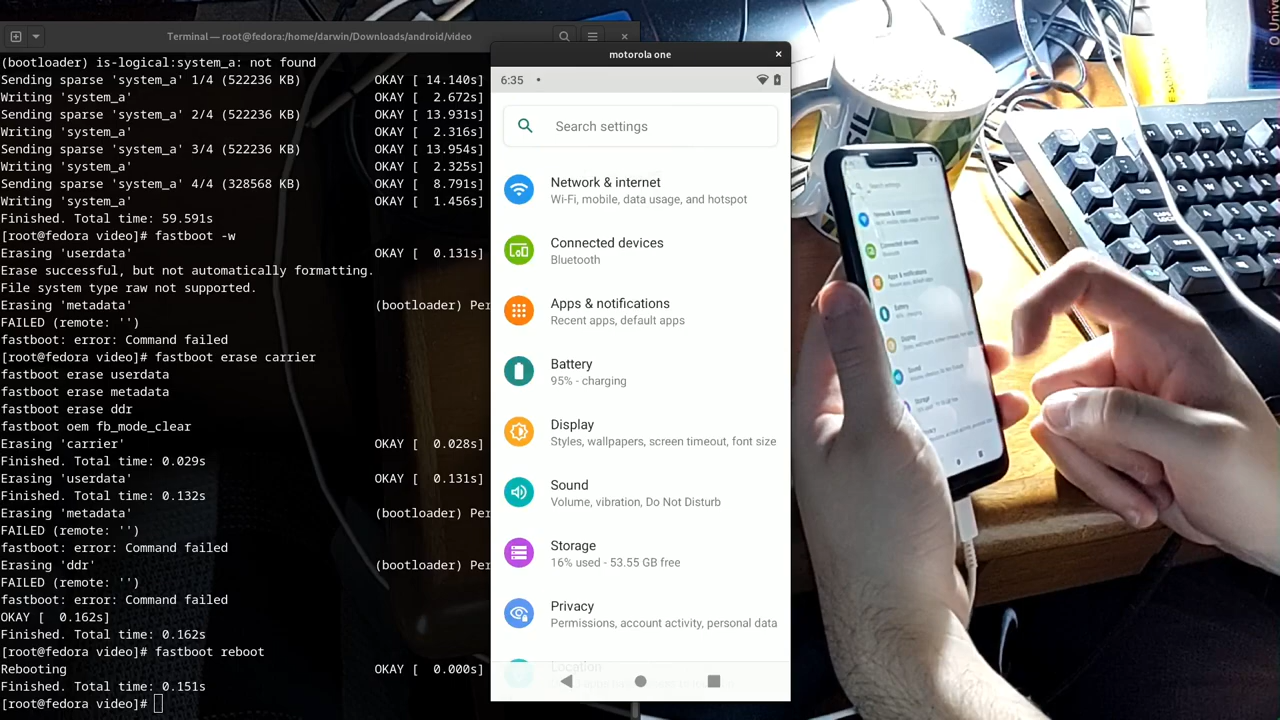 Terminal — root@fedora:/home/darwin/Downloads/android/video
(bootloader) is-logical:system_a: not found
Sending sparse 'system_a' 1/4 (522236 KB) OKAY [ 14.140s]
Writing 'system_a' OKAY [ 2.672s]
Sending sparse 'system_a' 2/4 (522236 KB) OKAY [ 13.931s]
Writing 'system_a' OKAY [ 2.316s]
Sending sparse 'system_a' 3/4 (522236 KB) OKAY [ 13.954s]
Writing 'system_a' OKAY [ 2.325s]
Sending sparse 'system_a' 4/4 (328568 KB) OKAY [ 8.791s]
Writing 'system_a' OKAY [ 1.456s]
Finished. Total time: 59.591s
[root@fedora video]# fastboot -w
Erasing 'userdata' OKAY [ 0.131s]
Erase successful, but not automatically formatting.
File system type raw not supported.
Erasing 'metadata' (bootloader) Per
FAILED (remote: '')
fastboot: error: Command failed
[root@fedora video]# fastboot erase carrier
fastboot erase userdata
fastboot erase metadata
fastboot erase ddr
fastboot oem fb_mode_clear
Erasing 'carrier' OKAY [ 0.028s]
Finished. Total time: 0.029s
Erasing 'userdata' OKAY [ 0.131s]
Finished. Total time: 0.132s
Erasing 'metadata' (bootloader) Per
FAILED (remote: '')
fastboot: error: Command failed
Erasing 'ddr' (bootloader) Per
FAILED (remote: '')
fastboot: error: Command failed
OKAY [ 0.162s]
Finished. Total time: 0.162s
[root@fedora video]# fastboot reboot
Rebooting OKAY [ 0.000s]
Finished. Total time: 0.151s
[root@fedora video]#
motorola one
6:35
Search settings
Network & internet
Wi-Fi, mobile, data usage, and hotspot
Connected devices
Bluetooth
Apps & notifications
Recent apps, default apps
Battery
95% - charging
Display
Styles, wallpapers, screen timeout, font size
Sound
Volume, vibration, Do Not Disturb
Storage
16% used - 53.55 GB free
Privacy
Permissions, account activity, personal data
Location
Network & internet
Connected devices
Apps & notifications
Battery
Display
Sound
Storage